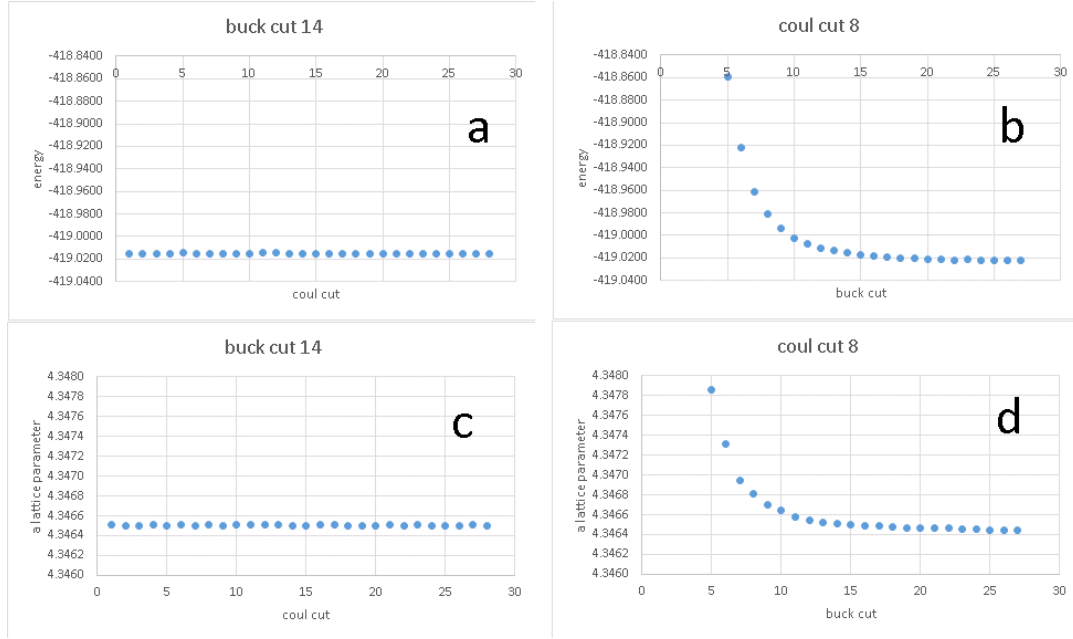 buck cut 14
-418.8400
-418.8600
-418.8800
-418.9000
-418.9200
-418.9400
-418.9600
-418.9800
-419.0000
-419.0200
-419.0400
0 5 10 15 20 25 30
energy
coul cut
a
coul cut 8
-418.8400
-418.8600
-418.8800
-418.9000
-418.9200
-418.9400
-418.9600
-418.9800
-419.0000
-419.0200
-419.0400
0 5 10 15 20 25 30
energy
buck cut
b
buck cut 14
4.3480
4.3478
4.3476
4.3474
4.3472
4.3470
4.3468
4.3466
4.3464
4.3462
4.3460
0 5 10 15 20 25 30
a lattice parameter
coul cut
c
coul cut 8
4.3480
4.3478
4.3476
4.3474
4.3472
4.3470
4.3468
4.3466
4.3464
4.3462
4.3460
0 5 10 15 20 25 30
a lattice parameter
buck cut
d